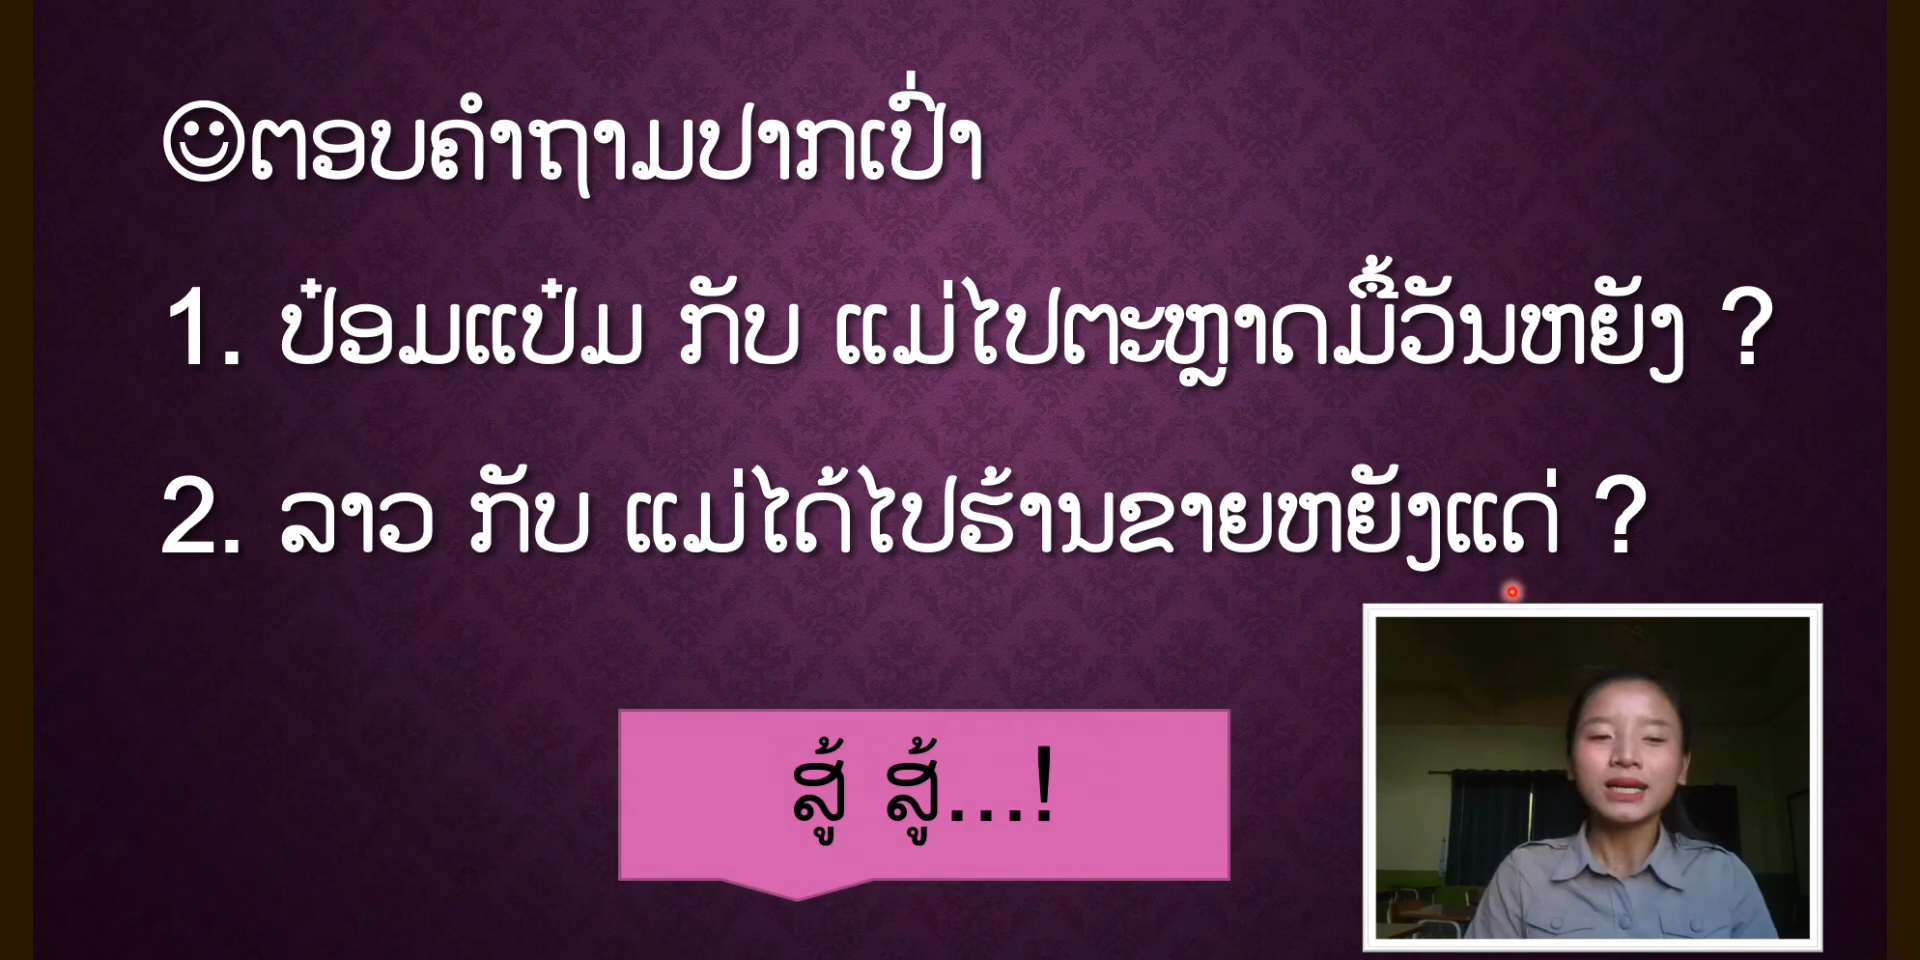 ☺ຕອບຄຳຖາມປາກເປົ່າ
1. ປ໋ອມແປ໋ມ ກັບ ແມ່ໄປຕະຫຼາດມື້ວັນຫຍັງ ?
2. ລາວ ກັບ ແມ່ໄດ້ໄປຮ້ານຂາຍຫຍັງແດ່ ?
ສູ້ ສູ້...!